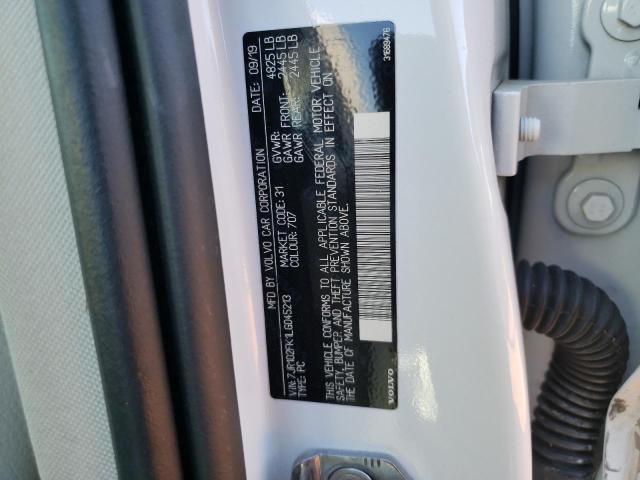 MFD BY VOLVO CAR CORPORATION DATE: 09/19
GVWR: 4825 LB
MARKET CODE: 31 GAWR FRONT: 2445 LB
COLOUR: 707 GAWR REAR: 2445 LB
VIN: 7JR102FK1LG045213
TYPE: PC
THIS VEHICLE CONFORMS TO ALL APPLICABLE FEDERAL MOTOR VEHICLE
SAFETY, BUMPER AND THEFT PREVENTION STANDARDS IN EFFECT ON
THE DATE OF MANUFACTURE SHOWN ABOVE.
VOLVO 31689476